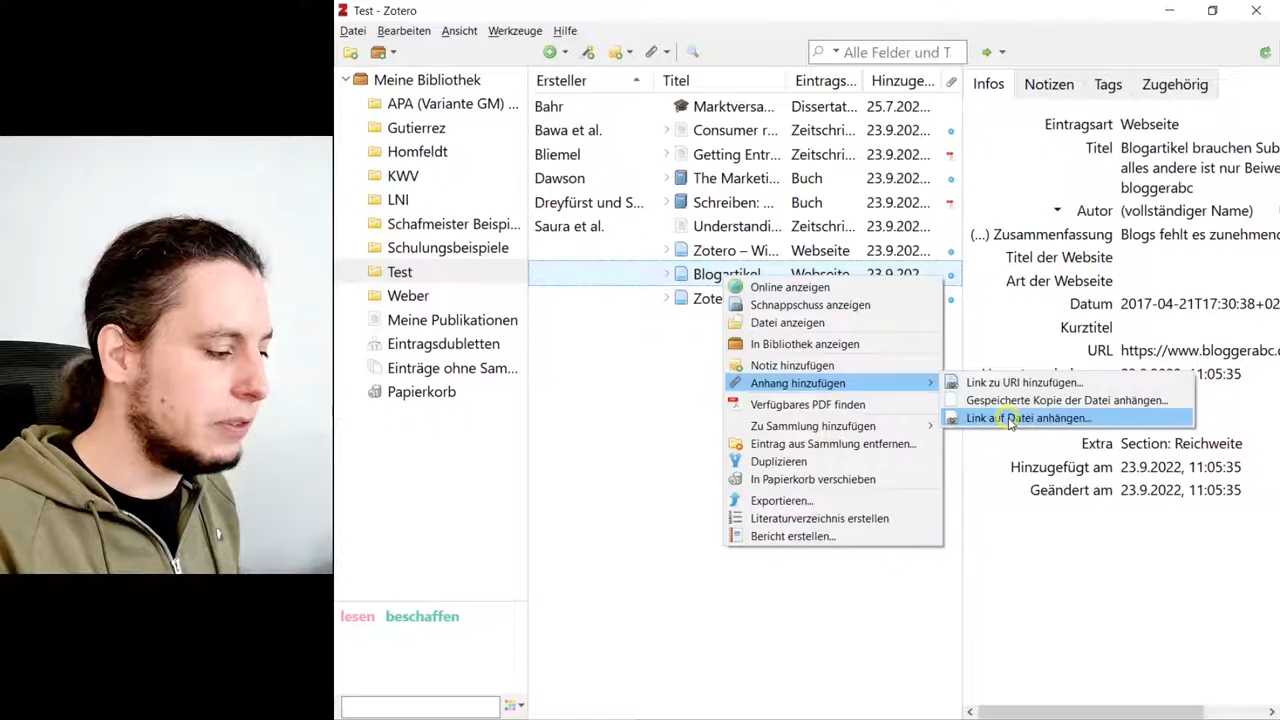 Test - Zotero
Datei Bearbeiten Ansicht Werkzeuge Hilfe
Alle Felder und T
Meine Bibliothek
APA (Variante GM) ...
Gutierrez
Homfeldt
KWV
LNI
Schafmeister Beispi...
Schulungsbeispiele
Test
Weber
Meine Publikationen
Eintragsdubletten
Einträge ohne Sam...
Papierkorb
lesen beschaffen
Ersteller Titel Eintrags... Hinzuge...
Bahr Marktversa... Dissertat... 25.7.202...
Bawa et al. Consumer r... Zeitschri... 23.9.202...
Bliemel Getting Entr... Zeitschri... 23.9.202...
Dawson The Marketi... Buch 23.9.202...
Dreyfürst und S... Schreiben: ... Buch 23.9.202...
Saura et al. Understandi... Zeitschri... 23.9.202...
Zotero – Wi... Webseite 23.9.202...
Blogartikel Webseite 23.9.202
Zote
Online anzeigen
Schnappschuss anzeigen
Datei anzeigen
In Bibliothek anzeigen
Notiz hinzufügen
Anhang hinzufügen
Verfügbares PDF finden
Zu Sammlung hinzufügen
Eintrag aus Sammlung entfernen...
Duplizieren
In Papierkorb verschieben
Exportieren...
Literaturverzeichnis erstellen
Bericht erstellen...
Link zu URI hinzufügen...
Gespeicherte Kopie der Datei anhängen...
Link auf Datei anhängen...
Infos Notizen Tags Zugehörig
Eintragsart Webseite
Titel Blogartikel brauchen Sub
alles andere ist nur Beiwe
bloggerabc
Autor (vollständiger Name)
(...) Zusammenfassung Blogs fehlt es zunehmend
Titel der Website
Art der Webseite
Datum 2017-04-21T17:30:38+02
Kurztitel
URL https://www.bloggerabc.d
11:05:35
Extra Section: Reichweite
Hinzugefügt am 23.9.2022, 11:05:35
Geändert am 23.9.2022, 11:05:35